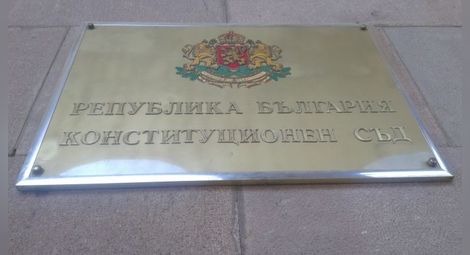 РЕПУБЛИКА БЪЛГАРИЯ
КОНСТИТУЦИОНЕН СЪД